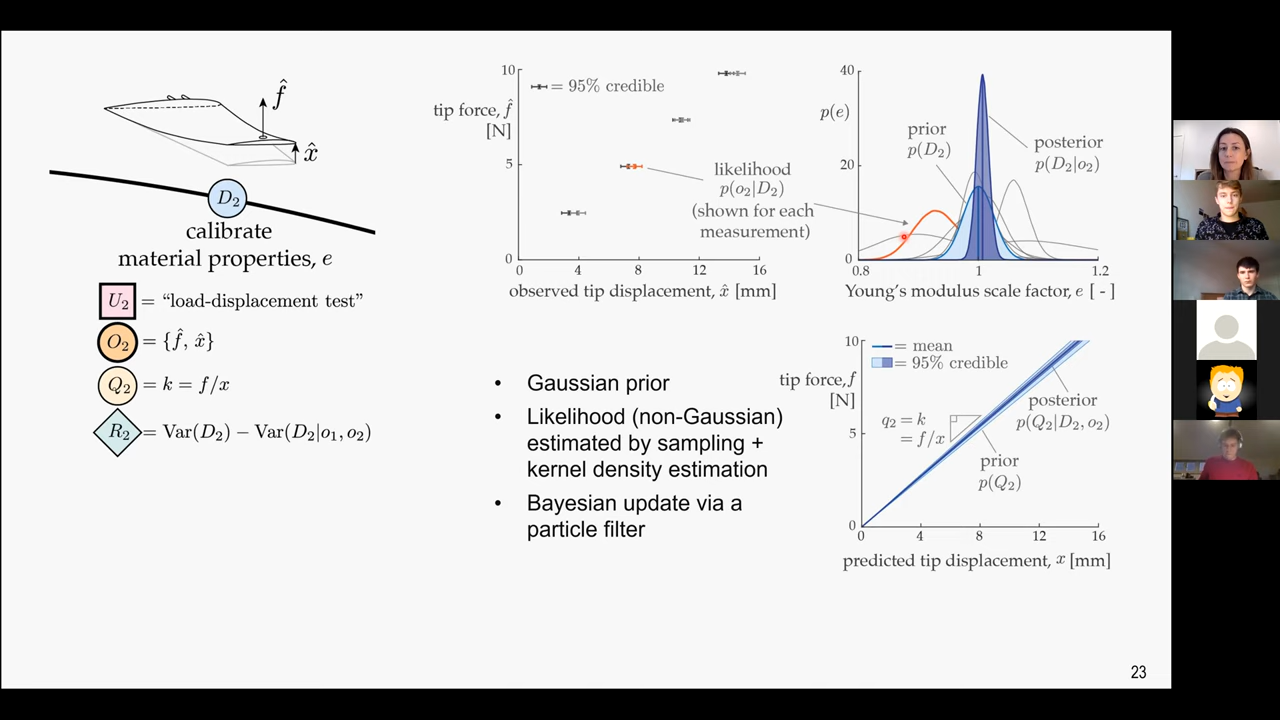 f̂
x̂
D₂
calibrate
material properties, e
U₂ = “load-displacement test”
O₂ = {f̂, x̂}
Q₂ = k = f/x
R₂ = Var(D₂) − Var(D₂|o₁, o₂)
10
5
0
tip force, f̂
[N]
= 95% credible
likelihood
p(o₂|D₂)
(shown for each
measurement)
0 4 8 12 16
observed tip displacement, x̂ [mm]
40
20
0
p(e)
prior
p(D₂)
posterior
p(D₂|o₂)
0.8 1 1.2
Young’s modulus scale factor, e [ - ]
• Gaussian prior
• Likelihood (non-Gaussian)
estimated by sampling +
kernel density estimation
• Bayesian update via a
particle filter
10
5
0
tip force, f
[N]
= mean
= 95% credible
q₂ = k
= f/x
posterior
p(Q₂|D₂, o₂)
prior
p(Q₂)
0 4 8 12 16
predicted tip displacement, x [mm]
23